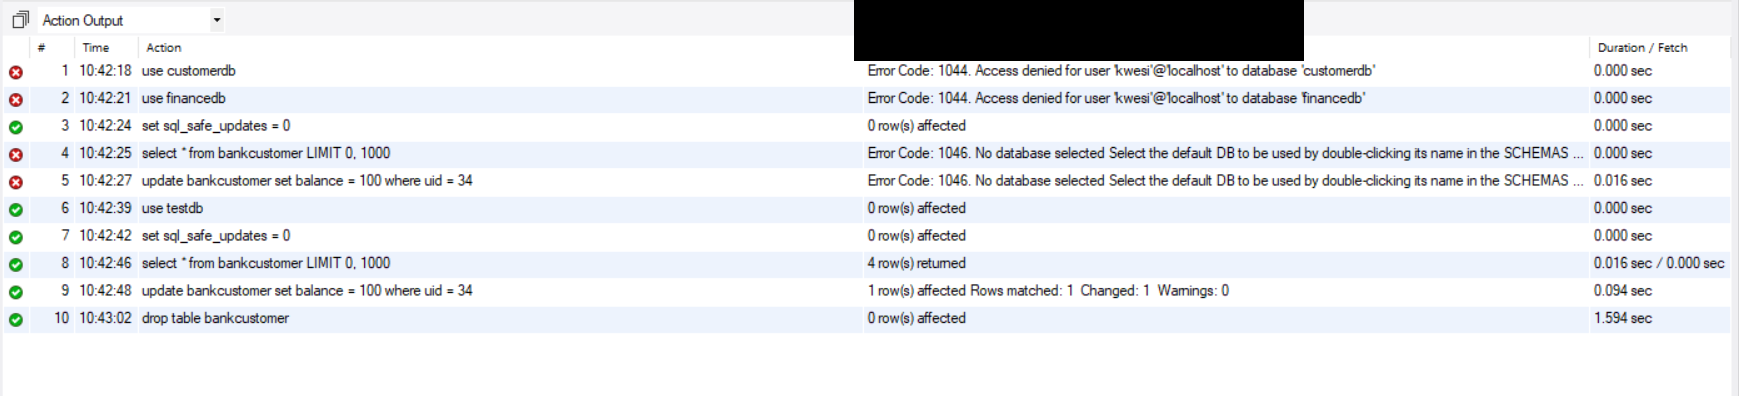 Action Output
# Time Action Duration / Fetch
1 10:42:18 use customerdb Error Code: 1044. Access denied for user 'kwesi'@'localhost' to database 'customerdb' 0.000 sec
2 10:42:21 use financedb Error Code: 1044. Access denied for user 'kwesi'@'localhost' to database 'financedb' 0.000 sec
3 10:42:24 set sql_safe_updates = 0 0 row(s) affected 0.000 sec
4 10:42:25 select * from bankcustomer LIMIT 0, 1000 Error Code: 1046. No database selected Select the default DB to be used by double-clicking its name in the SCHEMAS ... 0.000 sec
5 10:42:27 update bankcustomer set balance = 100 where uid = 34 Error Code: 1046. No database selected Select the default DB to be used by double-clicking its name in the SCHEMAS ... 0.016 sec
6 10:42:39 use testdb 0 row(s) affected 0.000 sec
7 10:42:42 set sql_safe_updates = 0 0 row(s) affected 0.000 sec
8 10:42:46 select * from bankcustomer LIMIT 0, 1000 4 row(s) returned 0.016 sec / 0.000 sec
9 10:42:48 update bankcustomer set balance = 100 where uid = 34 1 row(s) affected Rows matched: 1 Changed: 1 Warnings: 0 0.094 sec
10 10:43:02 drop table bankcustomer 0 row(s) affected 1.594 sec